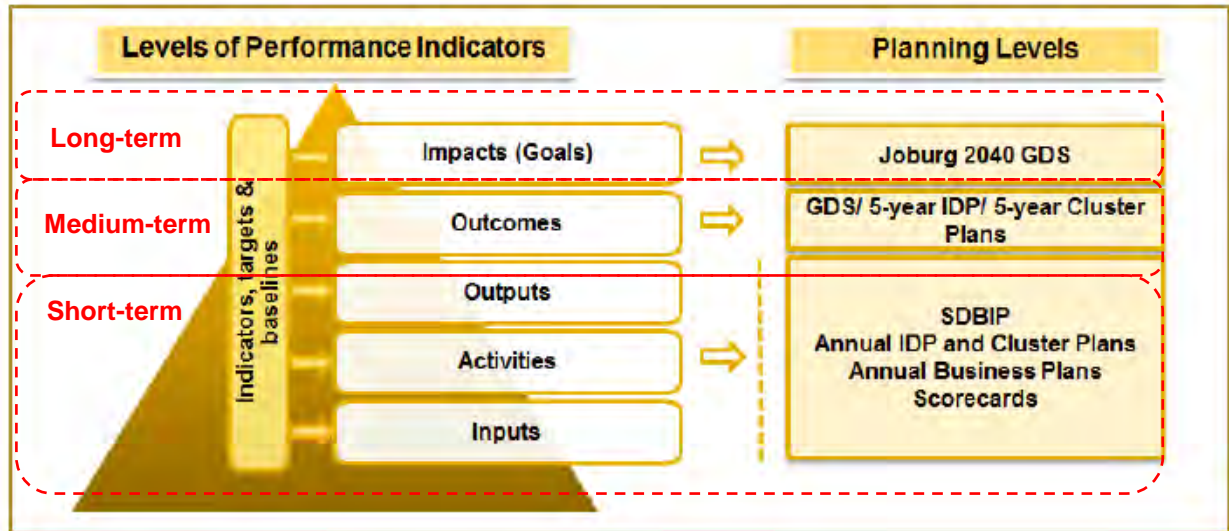 Levels of Performance Indicators
Planning Levels
Long-term
Medium-term
Short-term
Indicators, targets &
baselines
Impacts (Goals)
Joburg 2040 GDS
Outcomes
GDS/ 5-year IDP/ 5-year Cluster
Plans
Outputs
Activities
Inputs
SDBIP
Annual IDP and Cluster Plans
Annual Business Plans
Scorecards